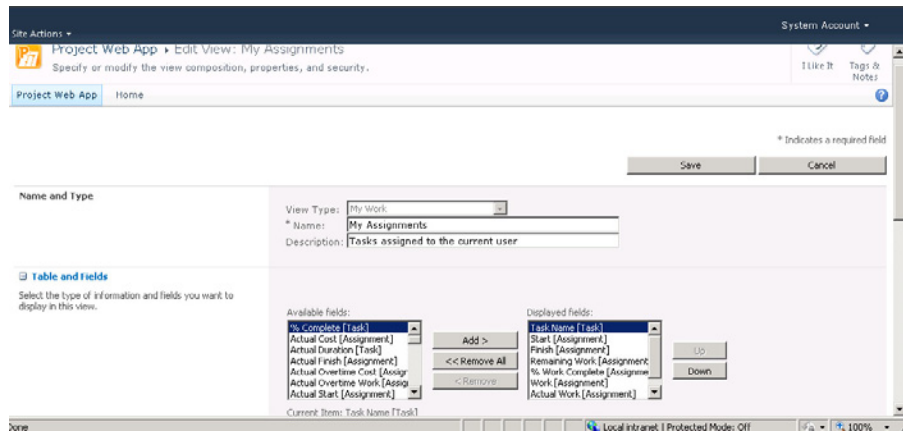 System Account
Site Actions
Project Web App ▸ Edit View: My Assignments
Specify or modify the view composition, properties, and security.
I Like It
Tags & Notes
Project Web App Home
* Indicates a required field
Save Cancel
Name and Type
View Type: My Work
* Name: My Assignments
Description: Tasks assigned to the current user
Table and Fields
Select the type of information and fields you want to
display in this view.
Available fields: Displayed fields:
% Complete [Task] Task Name [Task]
Actual Cost [Assignment] Add > Start [Assignment]
Actual Duration [Task] Finish [Assignment] Up
Actual Finish [Assignment] << Remove All Remaining Work [Assignment
Actual Overtime Cost [Assigr % Work Complete [Assignme Down
Actual Overtime Work [Assigr < Remove Work [Assignment]
Actual Start [Assignment] Actual Work [Assignment]
Current Item: Task Name [Task]
Done Local intranet | Protected Mode: Off 100%